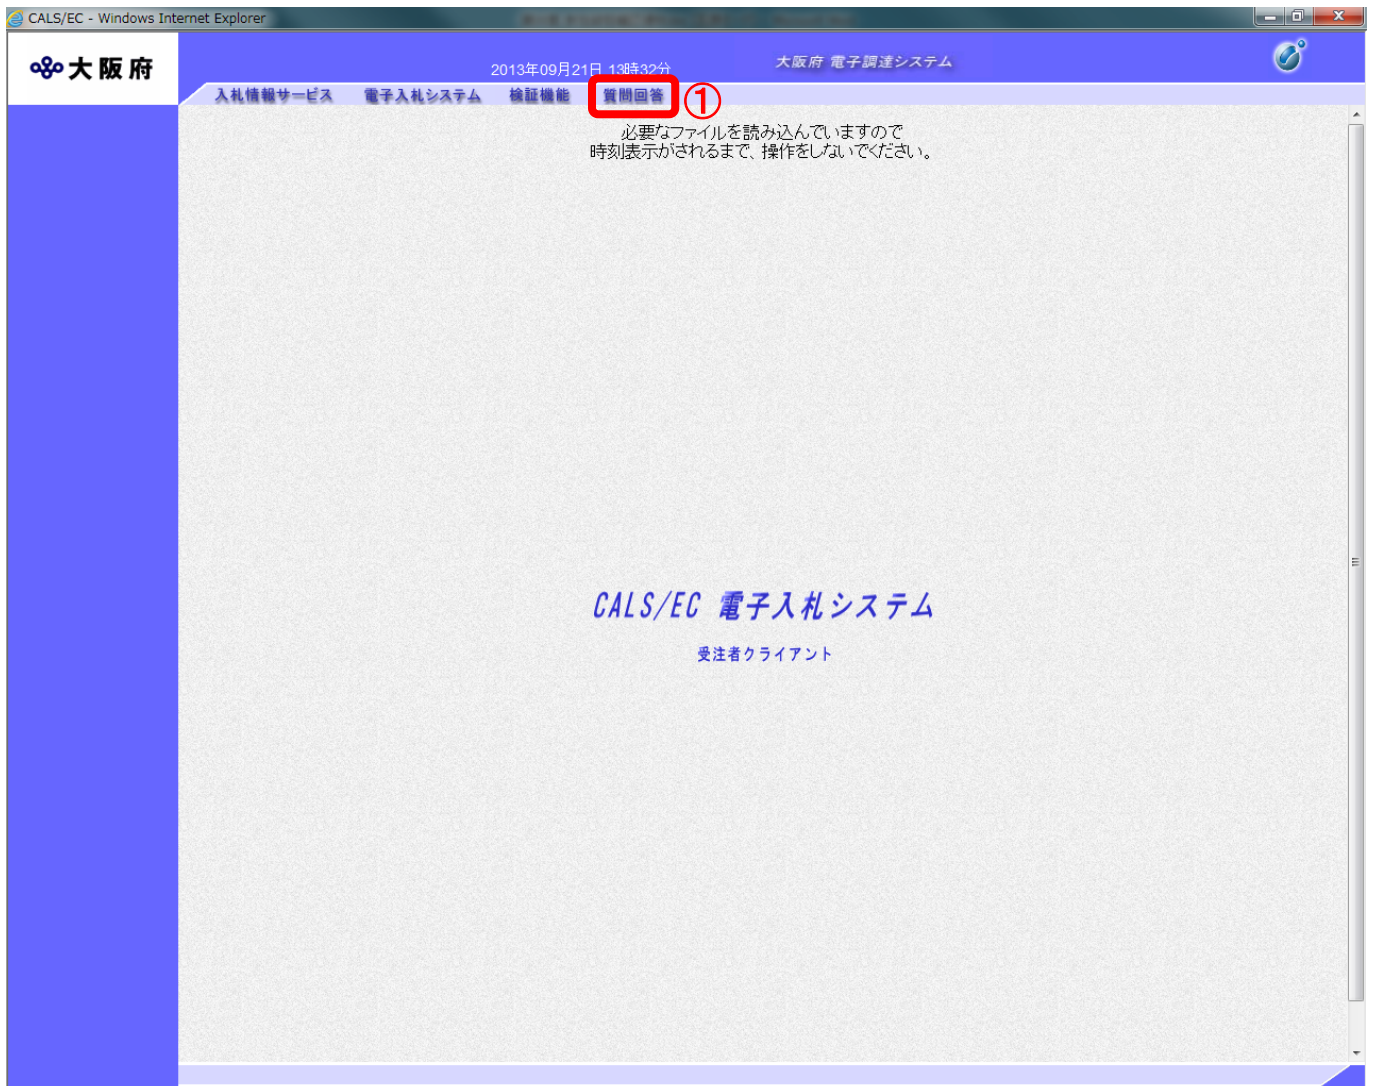 CALS/EC - Windows Internet Explorer
大阪府
2013年09月21日 13時32分
大阪府 電子調達システム
入札情報サービス 電子入札システム 検証機能 質問回答 ①
必要なファイルを読み込んでいますので
時刻表示がされるまで、操作をしないでください。
CALS/EC 電子入札システム
受注者クライアント